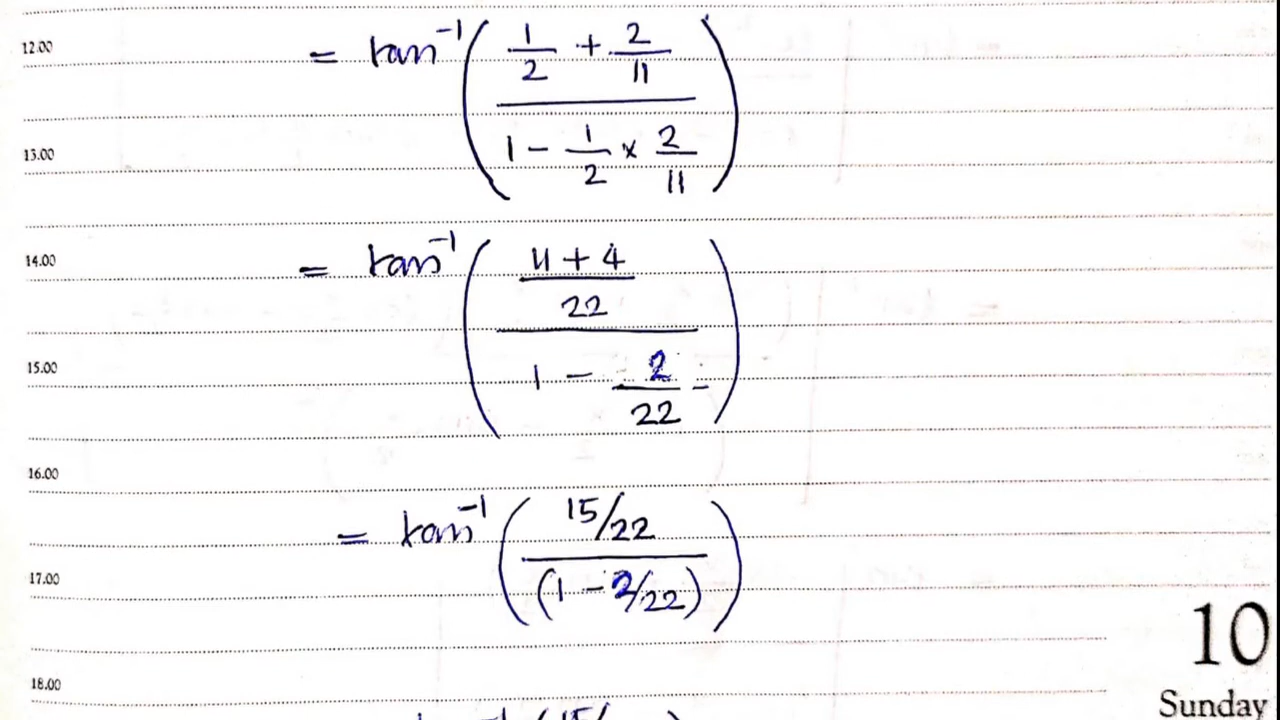 12.00
= tan⁻¹ ( (1/2 + 2/11) / (1 - 1/2 × 2/11) )
13.00
14.00
= tan⁻¹ ( ((11 + 4)/22) / (1 - 2/22) )
15.00
16.00
= tan⁻¹ ( (15/22) / (1 - 2/22) )
17.00
10
18.00
Sunday